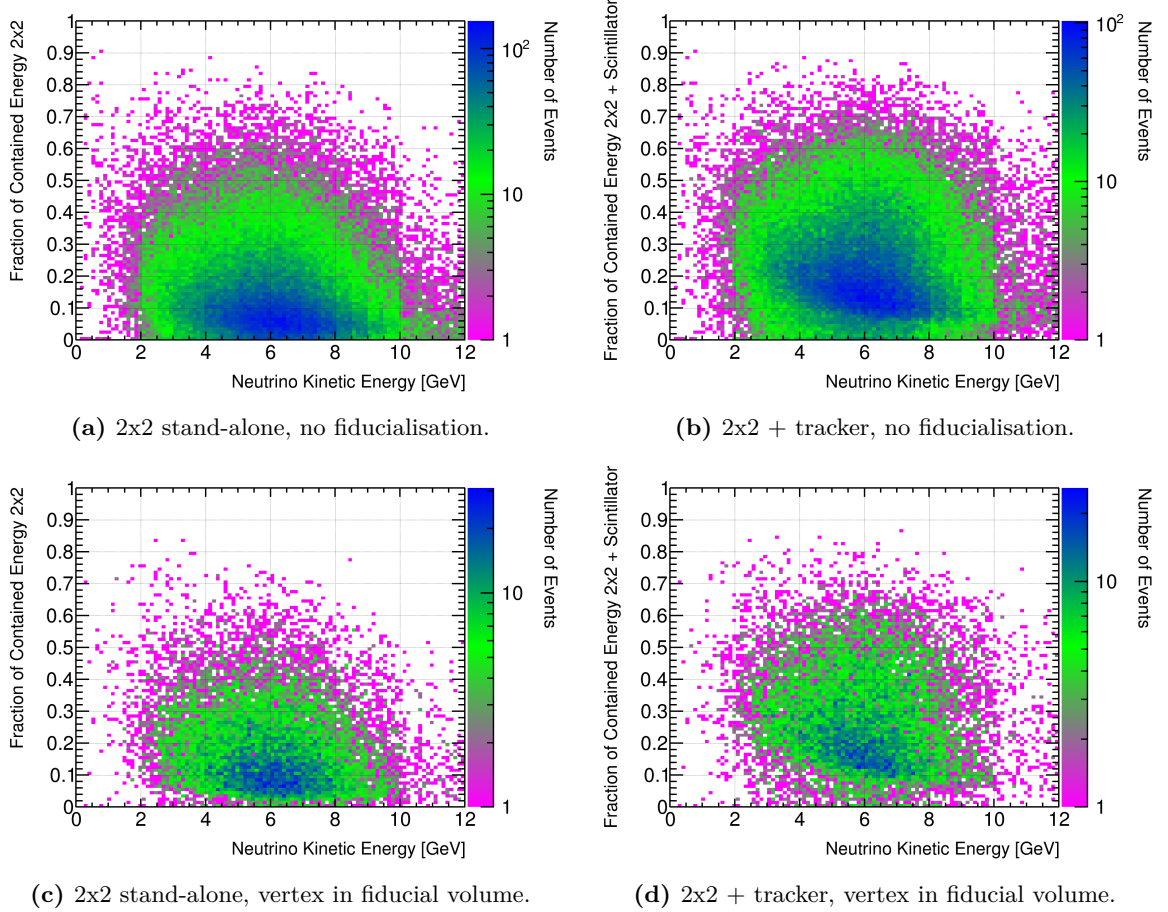 1
0.9
0.8
0.7
0.6
0.5
0.4
0.3
0.2
0.1
0
0 2 4 6 8 10 12
Fraction of Contained Energy 2x2
Neutrino Kinetic Energy [GeV]
10²
10
1
Number of Events
(a) 2x2 stand-alone, no fiducialisation.
1
0.9
0.8
0.7
0.6
0.5
0.4
0.3
0.2
0.1
0
0 2 4 6 8 10 12
Fraction of Contained Energy 2x2 + Scintillator
Neutrino Kinetic Energy [GeV]
10²
10
1
Number of Events
(b) 2x2 + tracker, no fiducialisation.
1
0.9
0.8
0.7
0.6
0.5
0.4
0.3
0.2
0.1
0
0 2 4 6 8 10 12
Fraction of Contained Energy 2x2
Neutrino Kinetic Energy [GeV]
10
1
Number of Events
(c) 2x2 stand-alone, vertex in fiducial volume.
1
0.9
0.8
0.7
0.6
0.5
0.4
0.3
0.2
0.1
0
0 2 4 6 8 10 12
Fraction of Contained Energy 2x2 + Scintillator
Neutrino Kinetic Energy [GeV]
10
1
Number of Events
(d) 2x2 + tracker, vertex in fiducial volume.